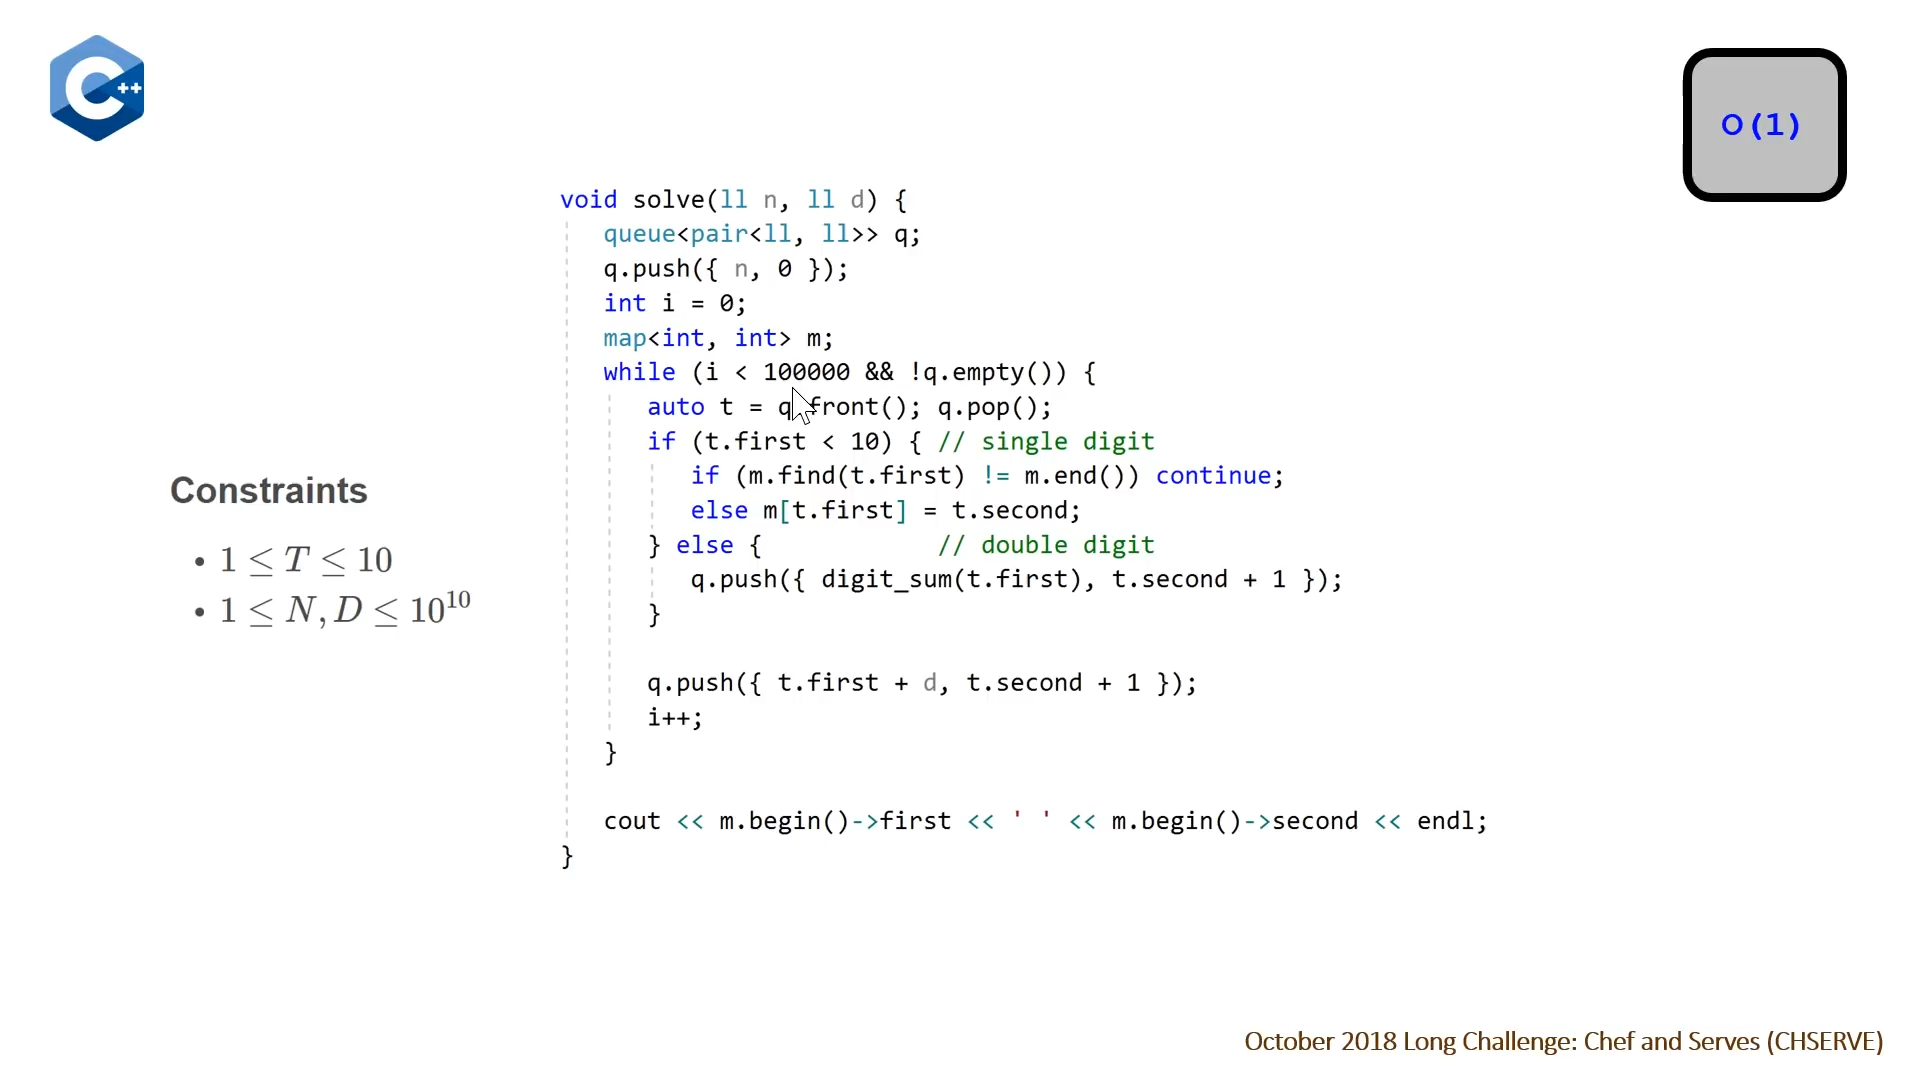 C++
O(1)
void solve(ll n, ll d) {
queue<pair<ll, ll>> q;
q.push({ n, 0 });
int i = 0;
map<int, int> m;
while (i < 100000 && !q.empty()) {
auto t = q.front(); q.pop();
if (t.first < 10) { // single digit
if (m.find(t.first) != m.end()) continue;
else m[t.first] = t.second;
} else { // double digit
q.push({ digit_sum(t.first), t.second + 1 });
}
q.push({ t.first + d, t.second + 1 });
i++;
}
cout << m.begin()->first << ' ' << m.begin()->second << endl;
}
Constraints
• 1 ≤ T ≤ 10
• 1 ≤ N, D ≤ 10^10
October 2018 Long Challenge: Chef and Serves (CHSERVE)